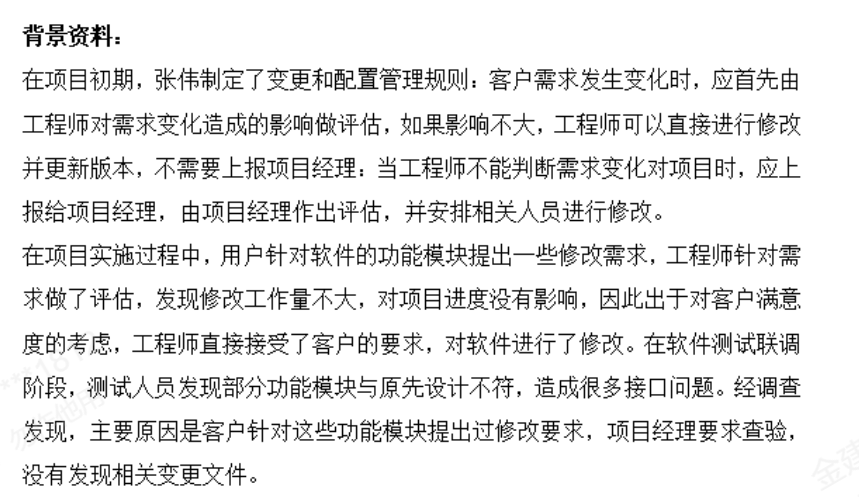 背景资料:
在项目初期，张伟制定了变更和配置管理规则：客户需求发生变化时，应首先由
工程师对需求变化造成的影响做评估，如果影响不大，工程师可以直接进行修改
并更新版本，不需要上报项目经理：当工程师不能判断需求变化对项目时，应上
报给项目经理，由项目经理作出评估，并安排相关人员进行修改。
在项目实施过程中，用户针对软件的功能模块提出一些修改需求，工程师针对需
求做了评估，发现修改工作量不大，对项目进度没有影响，因此出于对客户满意
度的考虑，工程师直接接受了客户的要求，对软件进行了修改。在软件测试联调
阶段，测试人员发现部分功能模块与原先设计不符，造成很多接口问题。经调查
发现，主要原因是客户针对这些功能模块提出过修改要求，项目经理要求查验，
没有发现相关变更文件。